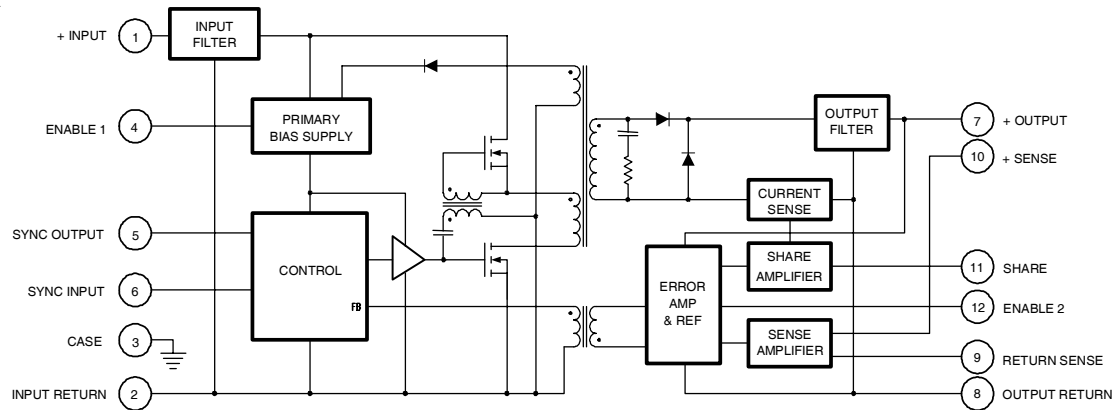 + INPUT
1
INPUT
FILTER
ENABLE 1
4
PRIMARY
BIAS SUPPLY
OUTPUT
FILTER
7
+ OUTPUT
10
+ SENSE
CURRENT
SENSE
SYNC OUTPUT
5
CONTROL
FB
SYNC INPUT
6
ERROR
AMP
& REF
SHARE
AMPLIFIER
11
SHARE
12
ENABLE 2
CASE
3
SENSE
AMPLIFIER
9
RETURN SENSE
INPUT RETURN
2
8
OUTPUT RETURN